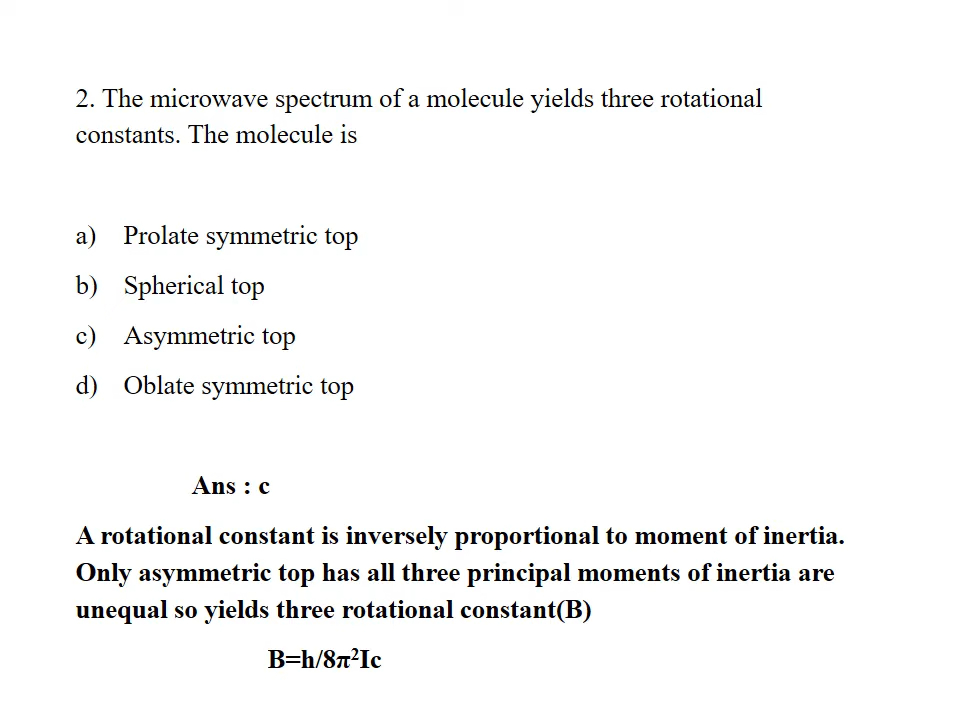 2. The microwave spectrum of a molecule yields three rotational
constants. The molecule is
a) Prolate symmetric top
b) Spherical top
c) Asymmetric top
d) Oblate symmetric top
Ans : c
A rotational constant is inversely proportional to moment of inertia.
Only asymmetric top has all three principal moments of inertia are
unequal so yields three rotational constant(B)
B=h/8π²Ic